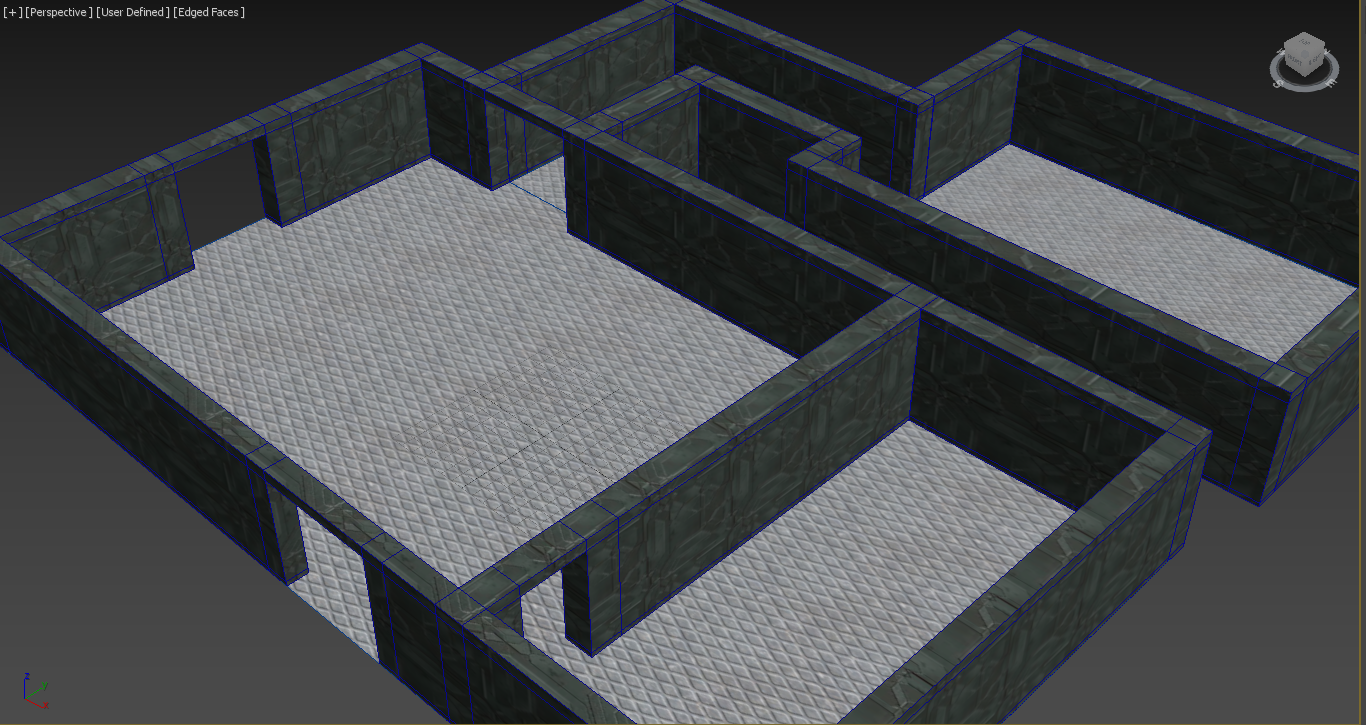 [+] [Perspective ] [User Defined ] [Edged Faces ]
z
y
x